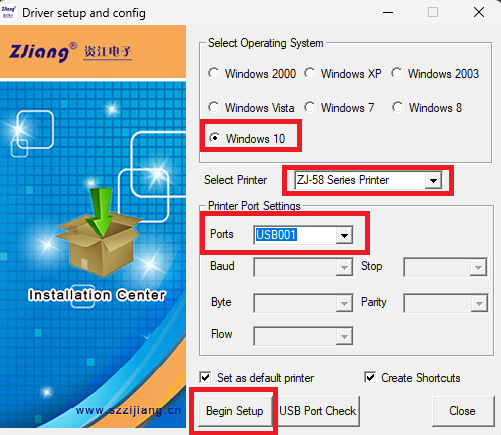 Driver setup and config
ZJiang® 资江电子
Installation Center
www.szzijiang.cn
Select Operating System
Windows 2000 Windows XP Windows 2003
Windows Vista Windows 7 Windows 8
Windows 10
Select Printer ZJ-58 Series Printer
Printer Port Settings
Ports USB001
Baud Stop
Byte Parity
Flow
Set as default printer Create Shortcuts
Begin Setup USB Port Check Close